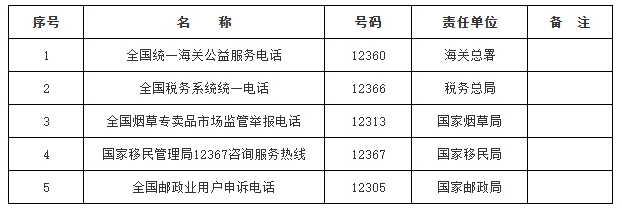 序号 名 称 号码 责任单位 备 注
1 全国统一海关公益服务电话 12360 海关总署
2 全国税务系统统一电话 12366 税务总局
3 全国烟草专卖品市场监管举报电话 12313 国家烟草局
4 国家移民管理局12367咨询服务热线 12367 国家移民局
5 全国邮政业用户申诉电话 12305 国家邮政局